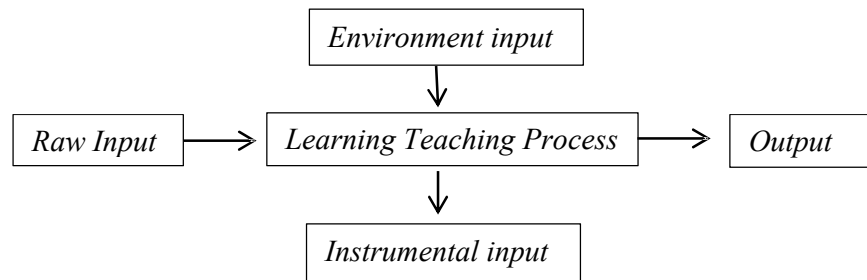 Environment input
Raw Input
Learning Teaching Process
Output
Instrumental input